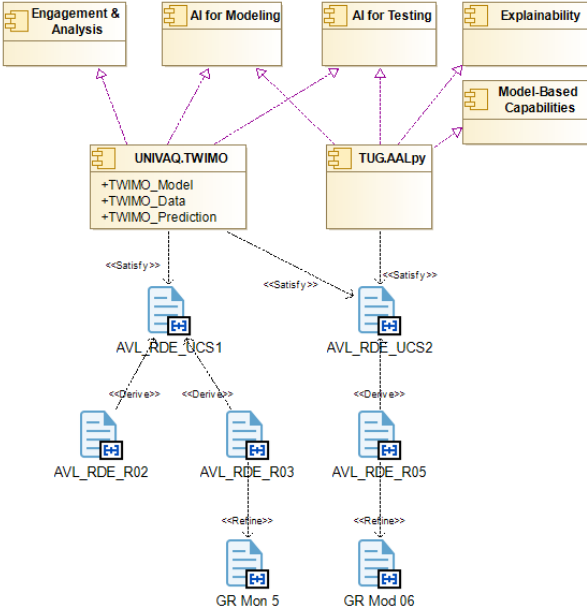 Engagement &
Analysis
AI for Modeling
AI for Testing
Explainability
Model-Based
Capabilities
UNIVAQ.TWIMO
+TWIMO_Model
+TWIMO_Data
+TWIMO_Prediction
TUG.AALpy
<<Satisfy>>
<<Satisfy>>
<<Satisfy>>
AVL_RDE_UCS1
AVL_RDE_UCS2
<<Derive>>
<<Derive>>
<<Derive>>
AVL_RDE_R02
AVL_RDE_R03
AVL_RDE_R05
<<Refine>>
<<Refine>>
GR Mon 5
GR Mod 06